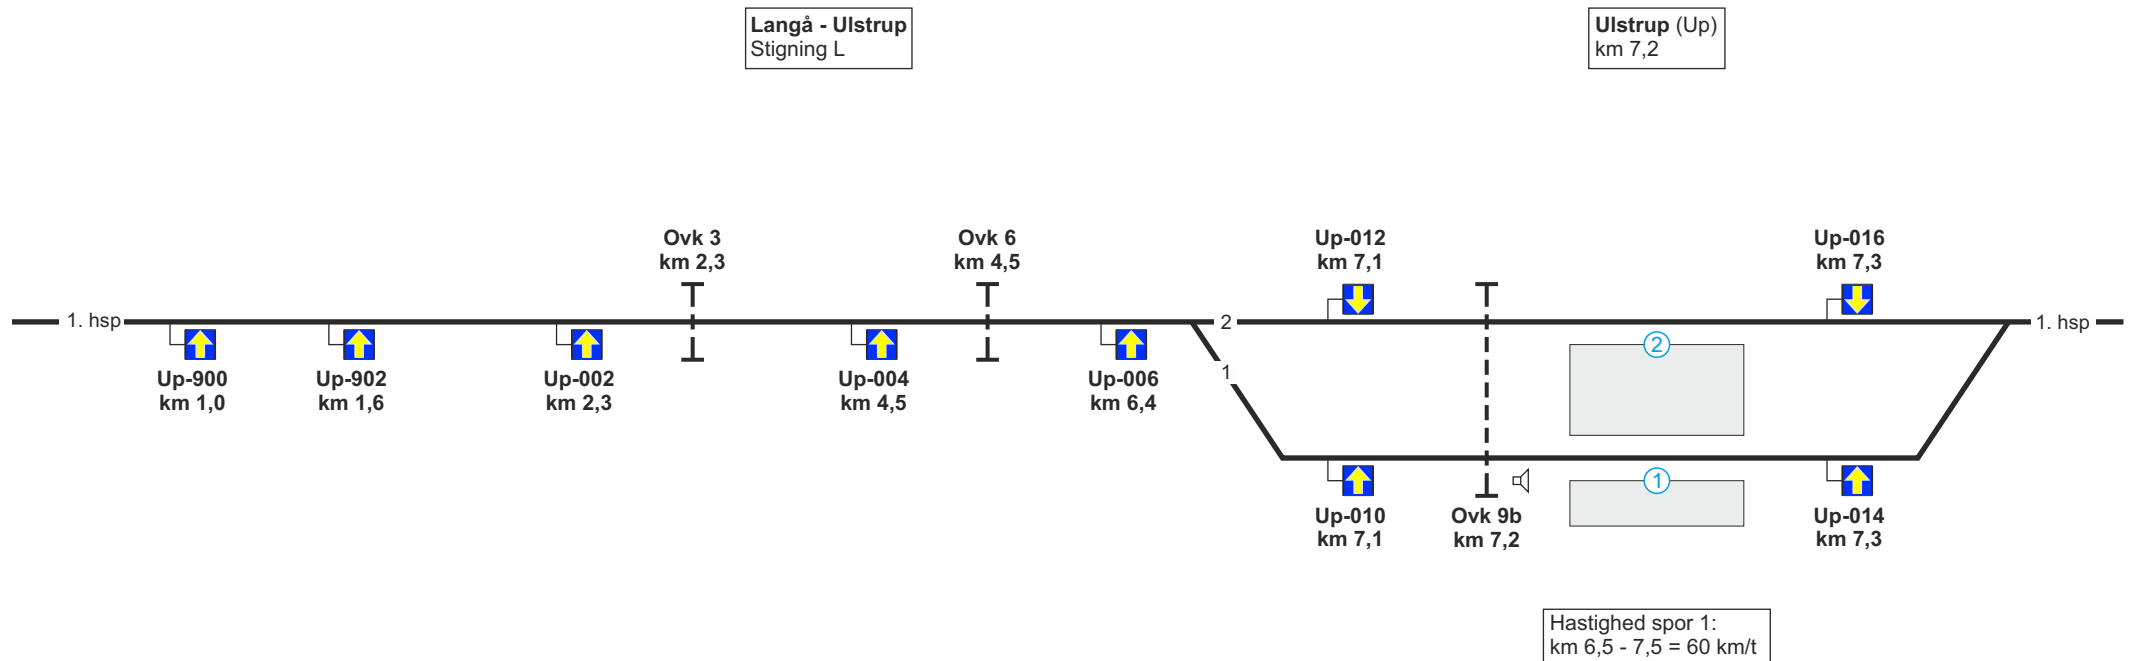 Langå - Ulstrup
Stigning L
Ulstrup (Up)
km 7,2
Ovk 3
km 2,3
Ovk 6
km 4,5
Up-012
km 7,1
Up-016
km 7,3
1. hsp
2
1. hsp
Up-900
km 1,0
Up-902
km 1,6
Up-002
km 2,3
Up-004
km 4,5
Up-006
km 6,4
1
2
1
Up-010
km 7,1
Ovk 9b
km 7,2
Up-014
km 7,3
Hastighed spor 1:
km 6,5 - 7,5 = 60 km/t